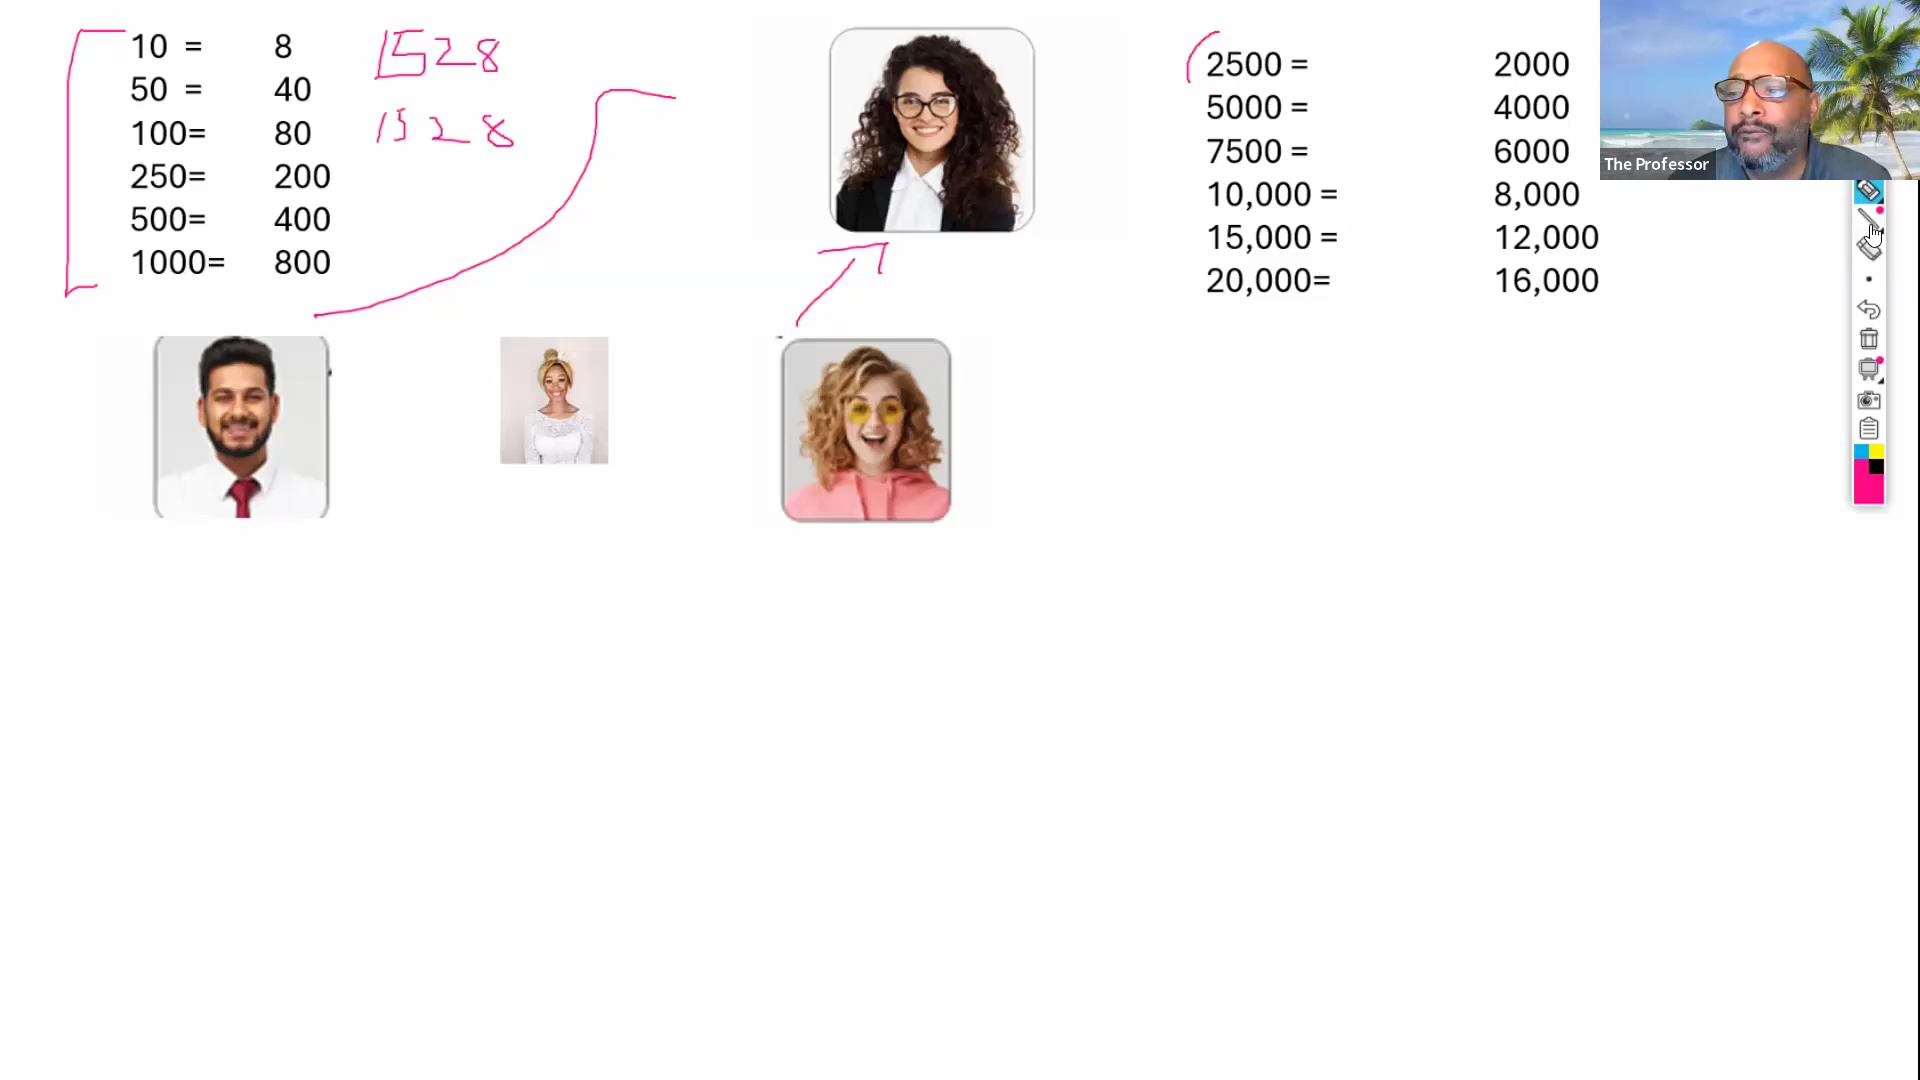 10 = 8
50 = 40
100= 80
250= 200
500= 400
1000= 800
1528
1528
2500 = 2000
5000 = 4000
7500 = 6000
10,000 = 8,000
15,000 = 12,000
20,000= 16,000
The Professor